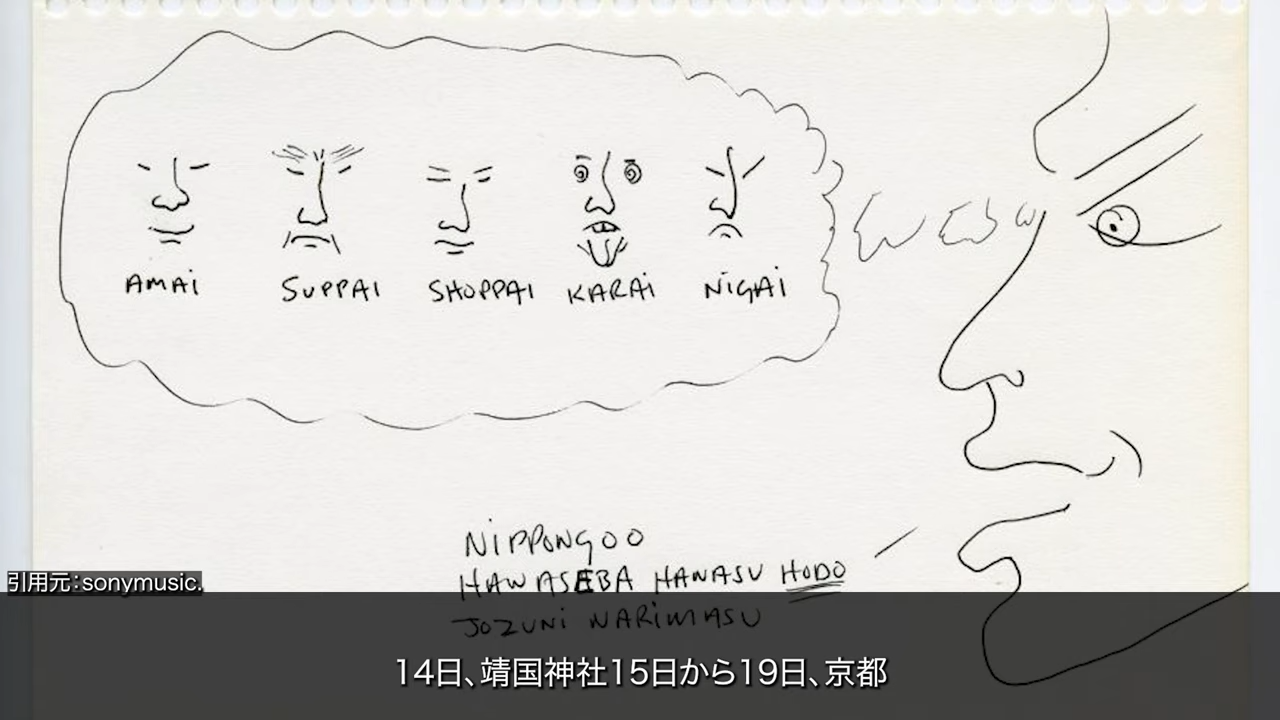 AMAI
SUPPAI
SHOPPAI
KARAI
NIGAI
NIPPONGOO
HANASEBA HANASU HODO
JOZUNI NARIMASU
引用元：sonymusic.
14日、靖国神社15日から19日、京都